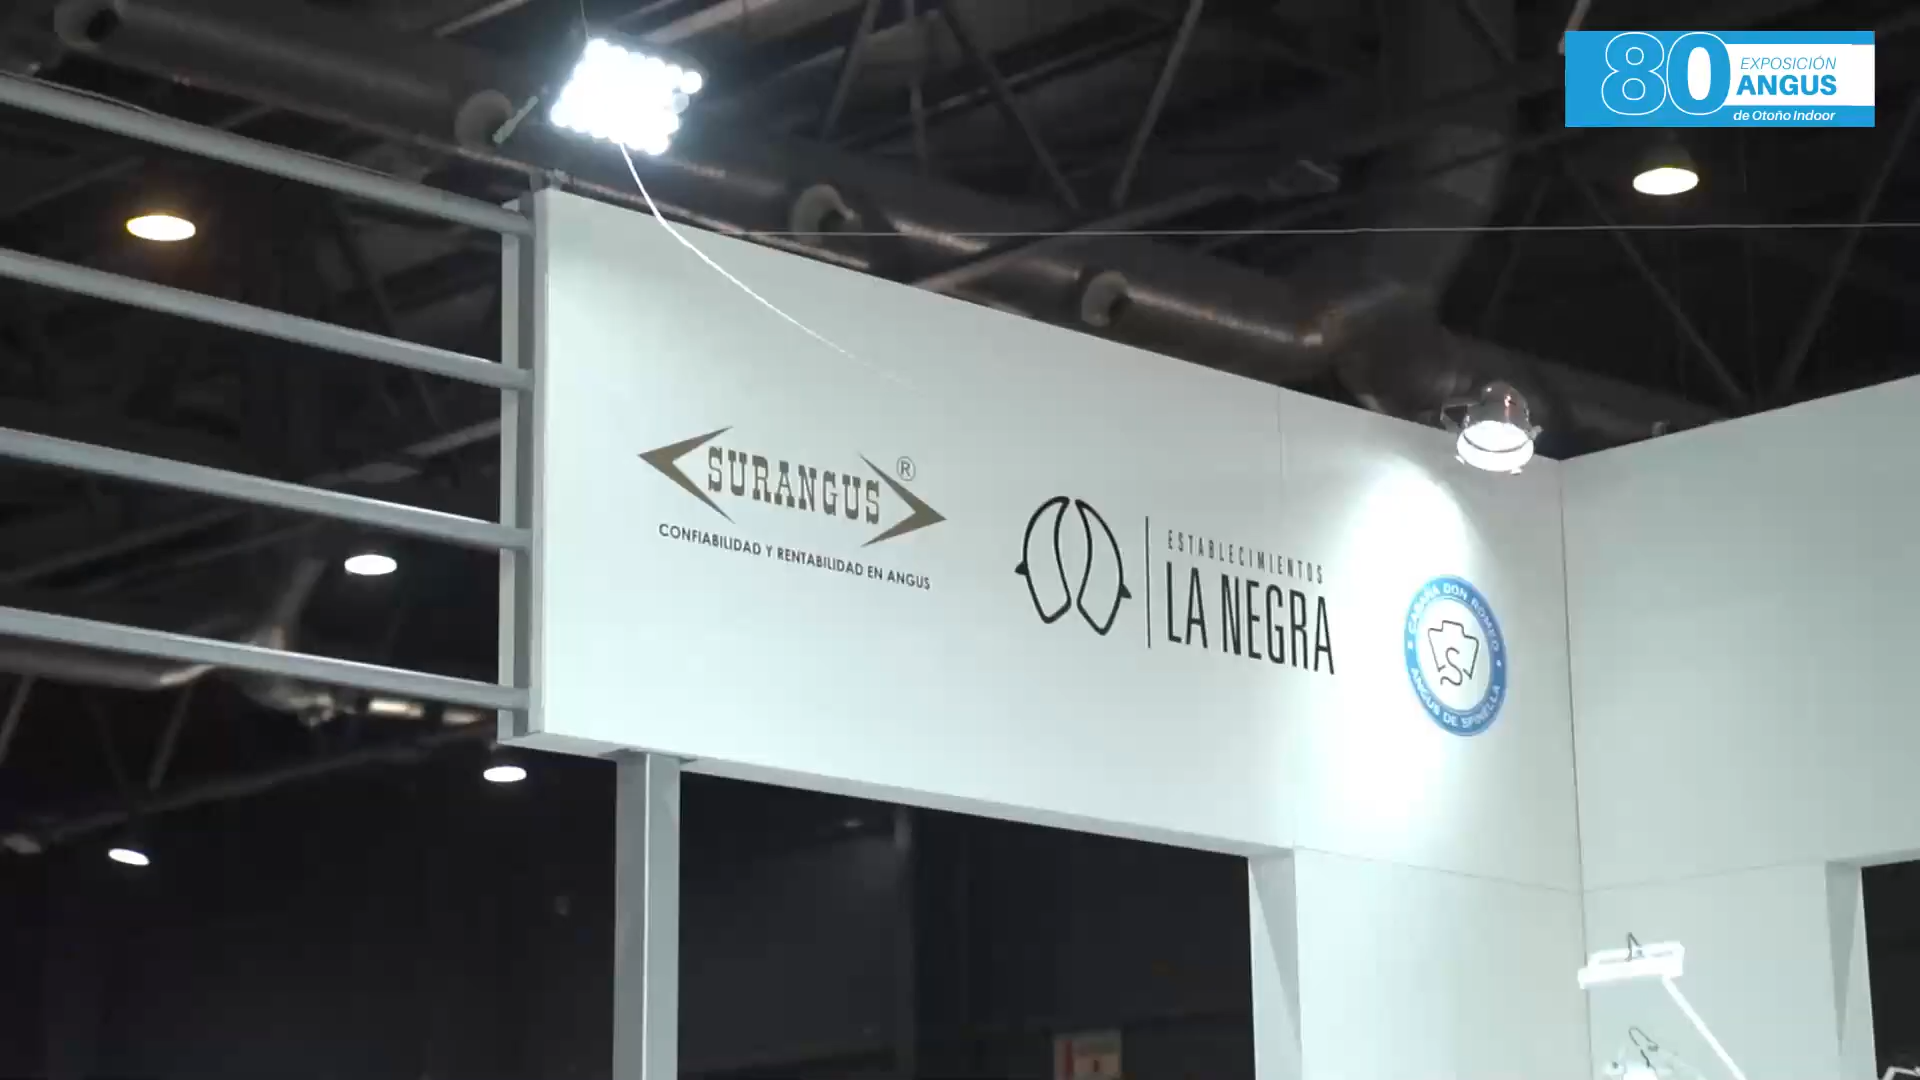 80 EXPOSICIÓN
ANGUS
de Otoño Indoor
SURANGUS®
CONFIABILIDAD Y RENTABILIDAD EN ANGUS
ESTABLECIMIENTOS
LA NEGRA
CABAÑA DON ROMEO
S
ANGUS DE SPINELLA